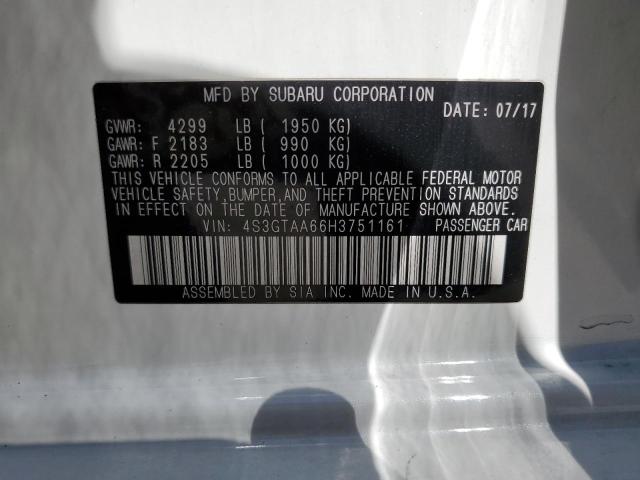 MFD BY SUBARU CORPORATION
DATE: 07/17
GVWR: 4299 LB ( 1950 KG)
GAWR: F 2183 LB ( 990 KG)
GAWR: R 2205 LB ( 1000 KG)
THIS VEHICLE CONFORMS TO ALL APPLICABLE FEDERAL MOTOR
VEHICLE SAFETY, BUMPER, AND THEFT PREVENTION STANDARDS
IN EFFECT ON THE DATE OF MANUFACTURE SHOWN ABOVE.
VIN: 4S3GTAA66H3751161 PASSENGER CAR
ASSEMBLED BY SIA INC. MADE IN U.S.A.